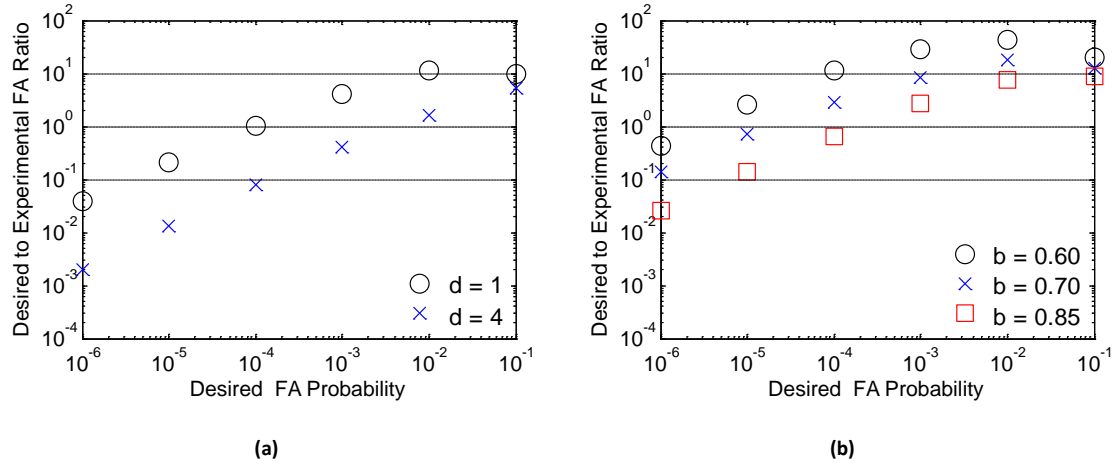 Desired to Experimental FA Ratio
10^2
10^1
10^0
10^-1
10^-2
10^-3
10^-4
d = 1
d = 4
10^-6 10^-5 10^-4 10^-3 10^-2 10^-1
Desired FA Probability
(a)
Desired to Experimental FA Ratio
10^2
10^1
10^0
10^-1
10^-2
10^-3
10^-4
b = 0.60
b = 0.70
b = 0.85
10^-6 10^-5 10^-4 10^-3 10^-2 10^-1
Desired FA Probability
(b)